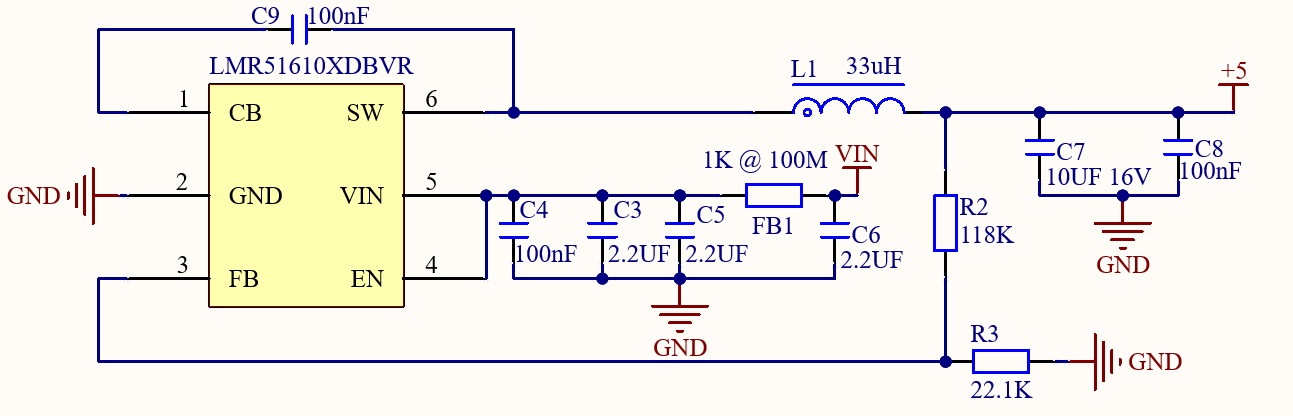 C9 100nF
LMR51610XDBVR
1 CB SW 6
GND 2 GND VIN 5
3 FB EN 4
L1 33uH
+5
1K @ 100M VIN
FB1
C4
100nF
C3
2.2UF
C5
2.2UF
C6
2.2UF
GND
R2
118K
C7
10UF 16V
C8
100nF
GND
R3
22.1K
GND